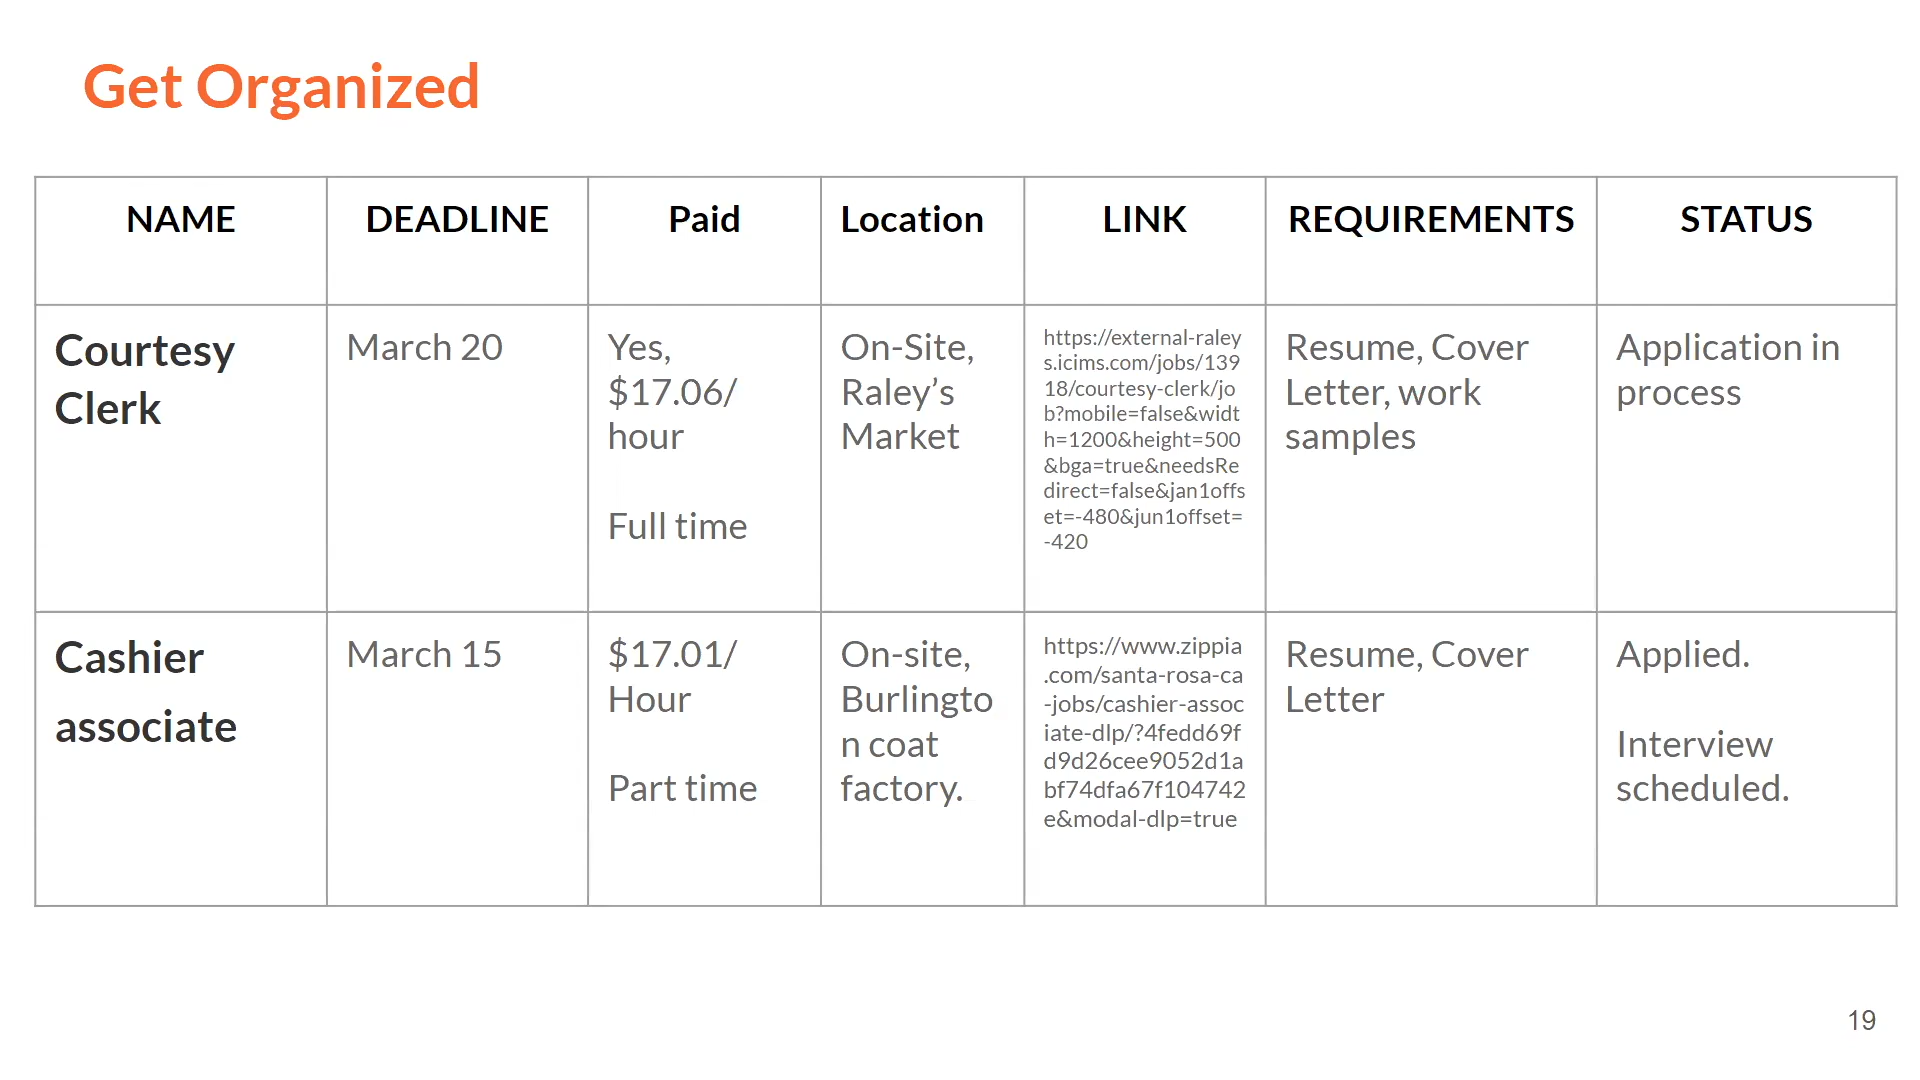 Get Organized
NAME
DEADLINE
Paid
Location
LINK
REQUIREMENTS
STATUS
Courtesy
Clerk
March 20
Yes,
$17.06/
hour
Full time
On-Site,
Raley’s
Market
https://external-raley
s.icims.com/jobs/139
18/courtesy-clerk/jo
b?mobile=false&widt
h=1200&height=500
&bga=true&needsRe
direct=false&jan1offs
et=-480&jun1offset=
-420
Resume, Cover
Letter, work
samples
Application in
process
Cashier
associate
March 15
$17.01/
Hour
Part time
On-site,
Burlingto
n coat
factory.
https://www.zippia
.com/santa-rosa-ca
-jobs/cashier-assoc
iate-dlp/?4fedd69f
d9d26cee9052d1a
bf74dfa67f104742
e&modal-dlp=true
Resume, Cover
Letter
Applied.
Interview
scheduled.
19